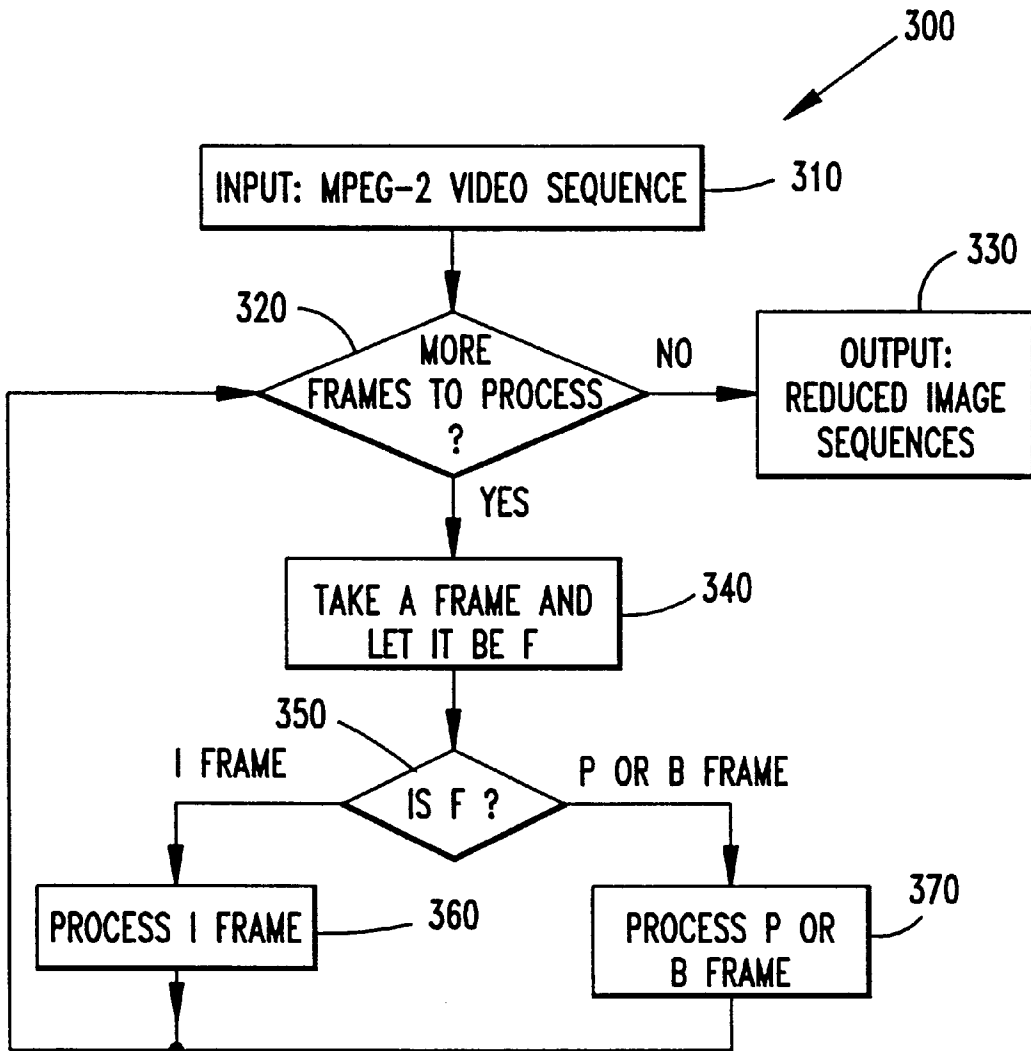 300
INPUT: MPEG-2 VIDEO SEQUENCE
310
320
MORE
FRAMES TO PROCESS
?
NO
330
OUTPUT:
REDUCED IMAGE
SEQUENCES
YES
TAKE A FRAME AND
LET IT BE F
340
350
I FRAME
IS F ?
P OR B FRAME
PROCESS I FRAME
360
PROCESS P OR
B FRAME
370